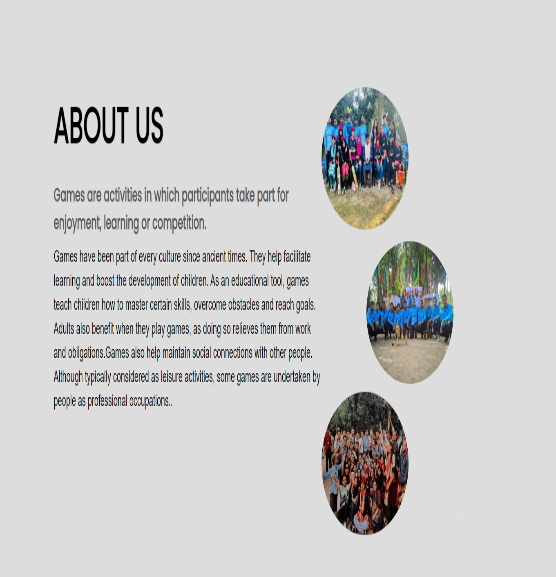 ABOUT US
Games are activities in which participants take part for
enjoyment, learning or competition.
Games have been part of every culture since ancient times. They help facilitate
learning and boost the development of children. As an educational tool, games
teach children how to master certain skills, overcome obstacles and reach goals.
Adults also benefit when they play games, as doing so relieves them from work
and obligations.Games also help maintain social connections with other people.
Although typically considered as leisure activities, some games are undertaken by
people as professional occupations..